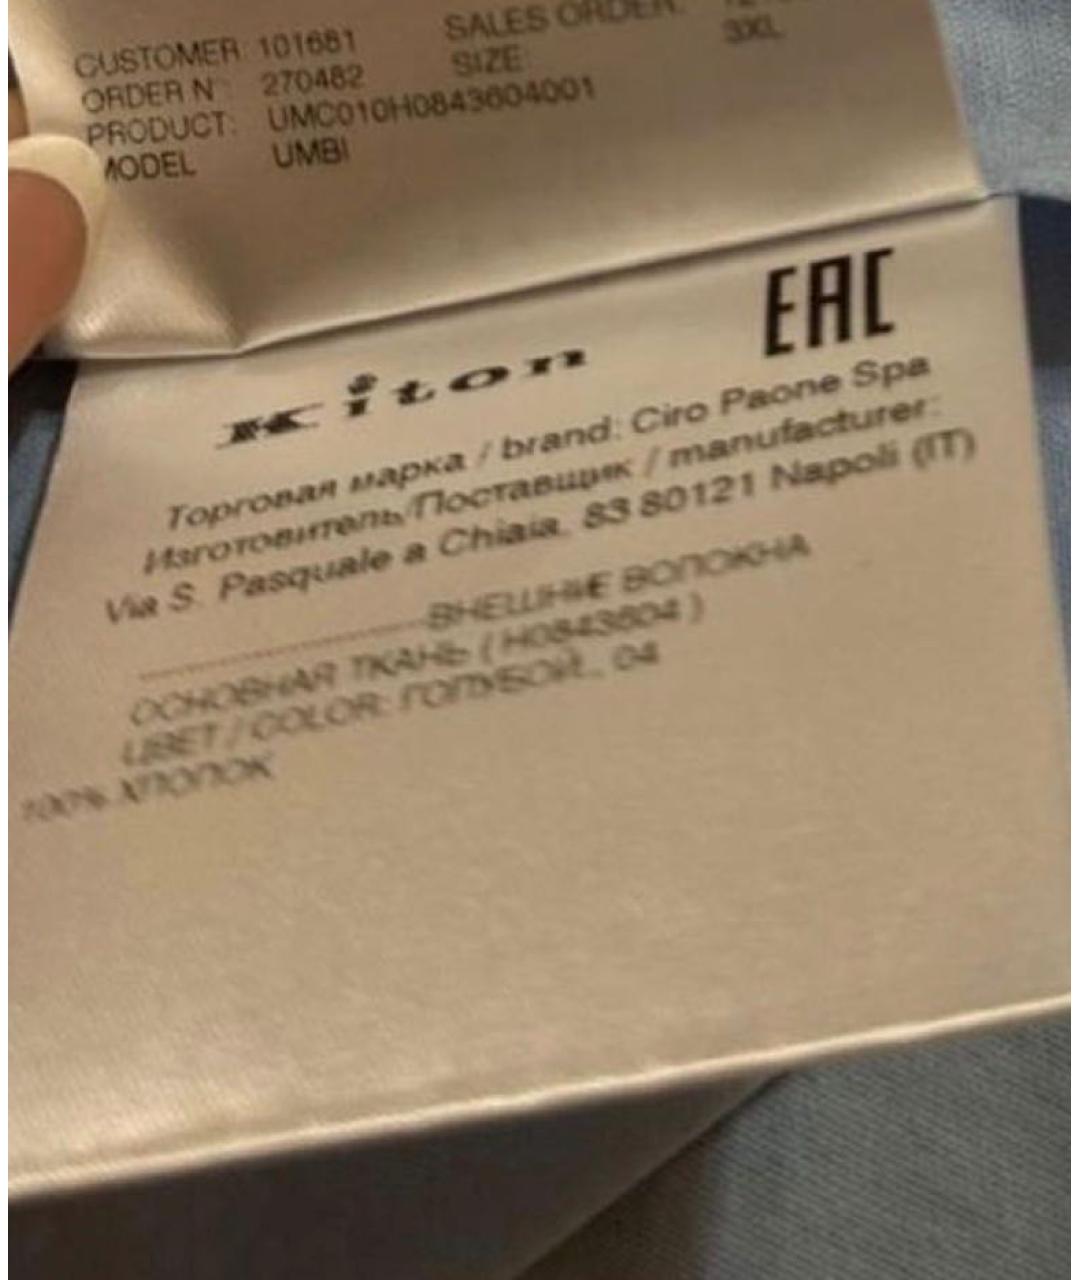 CUSTOMER: 101681 SALES ORDER:
ORDER N° 270482 SIZE: 3XL
PRODUCT: UMC010H0843604001
MODEL UMBI
EAC
Kiton
Торговая марка / brand: Ciro Paone Spa
Изготовитель/Поставщик / manufacturer:
Via S. Pasquale a Chiaia, 83 80121 Napoli (IT)
--------------------ВНЕШНИЕ ВОЛОКНА
ОСНОВНАЯ ТКАНЬ ( H0843604 )
ЦВЕТ / COLOR: ГОЛУБОЙ., 04
100% ХЛОПОК